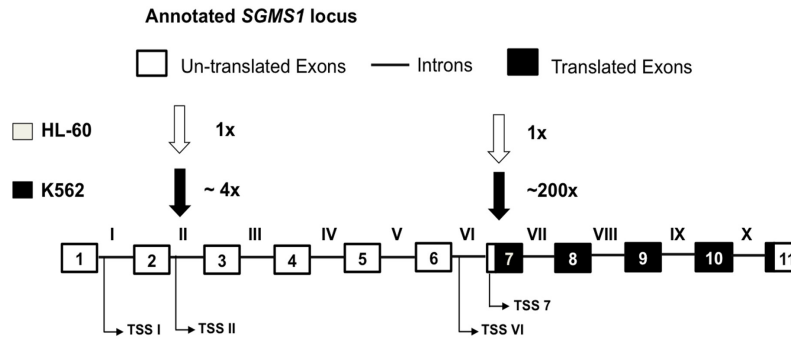 Annotated SGMS1 locus
Un-translated Exons Introns Translated Exons
HL-60 1x 1x
K562 ~ 4x ~200x
I II III IV V VI VII VIII IX X
1 2 3 4 5 6 7 8 9 10 11
TSS 7
TSS I TSS II TSS VI